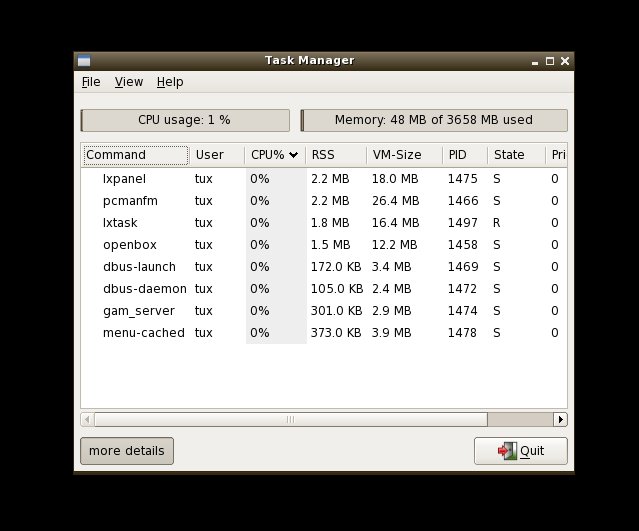 Task Manager
File View Help
CPU usage: 1 % Memory: 48 MB of 3658 MB used
Command User CPU% RSS VM-Size PID State Pri
lxpanel tux 0% 2.2 MB 18.0 MB 1475 S 0
pcmanfm tux 0% 2.2 MB 26.4 MB 1466 S 0
lxtask tux 0% 1.8 MB 16.4 MB 1497 R 0
openbox tux 0% 1.5 MB 12.2 MB 1458 S 0
dbus-launch tux 0% 172.0 KB 3.4 MB 1469 S 0
dbus-daemon tux 0% 105.0 KB 2.4 MB 1472 S 0
gam_server tux 0% 301.0 KB 2.9 MB 1474 S 0
menu-cached tux 0% 373.0 KB 3.9 MB 1478 S 0
more details Quit